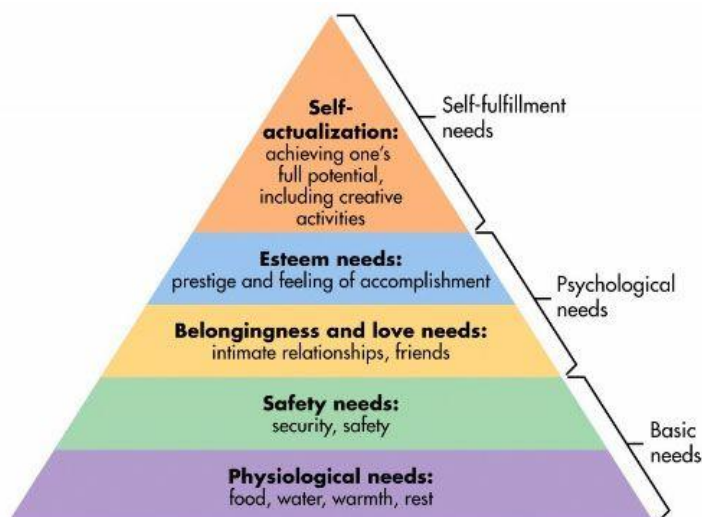 Self-
actualization:
achieving one's
full potential,
including creative
activities
Self-fulfillment
needs
Esteem needs:
prestige and feeling of accomplishment
Psychological
needs
Belongingness and love needs:
intimate relationships, friends
Safety needs:
security, safety
Basic
needs
Physiological needs:
food, water, warmth, rest